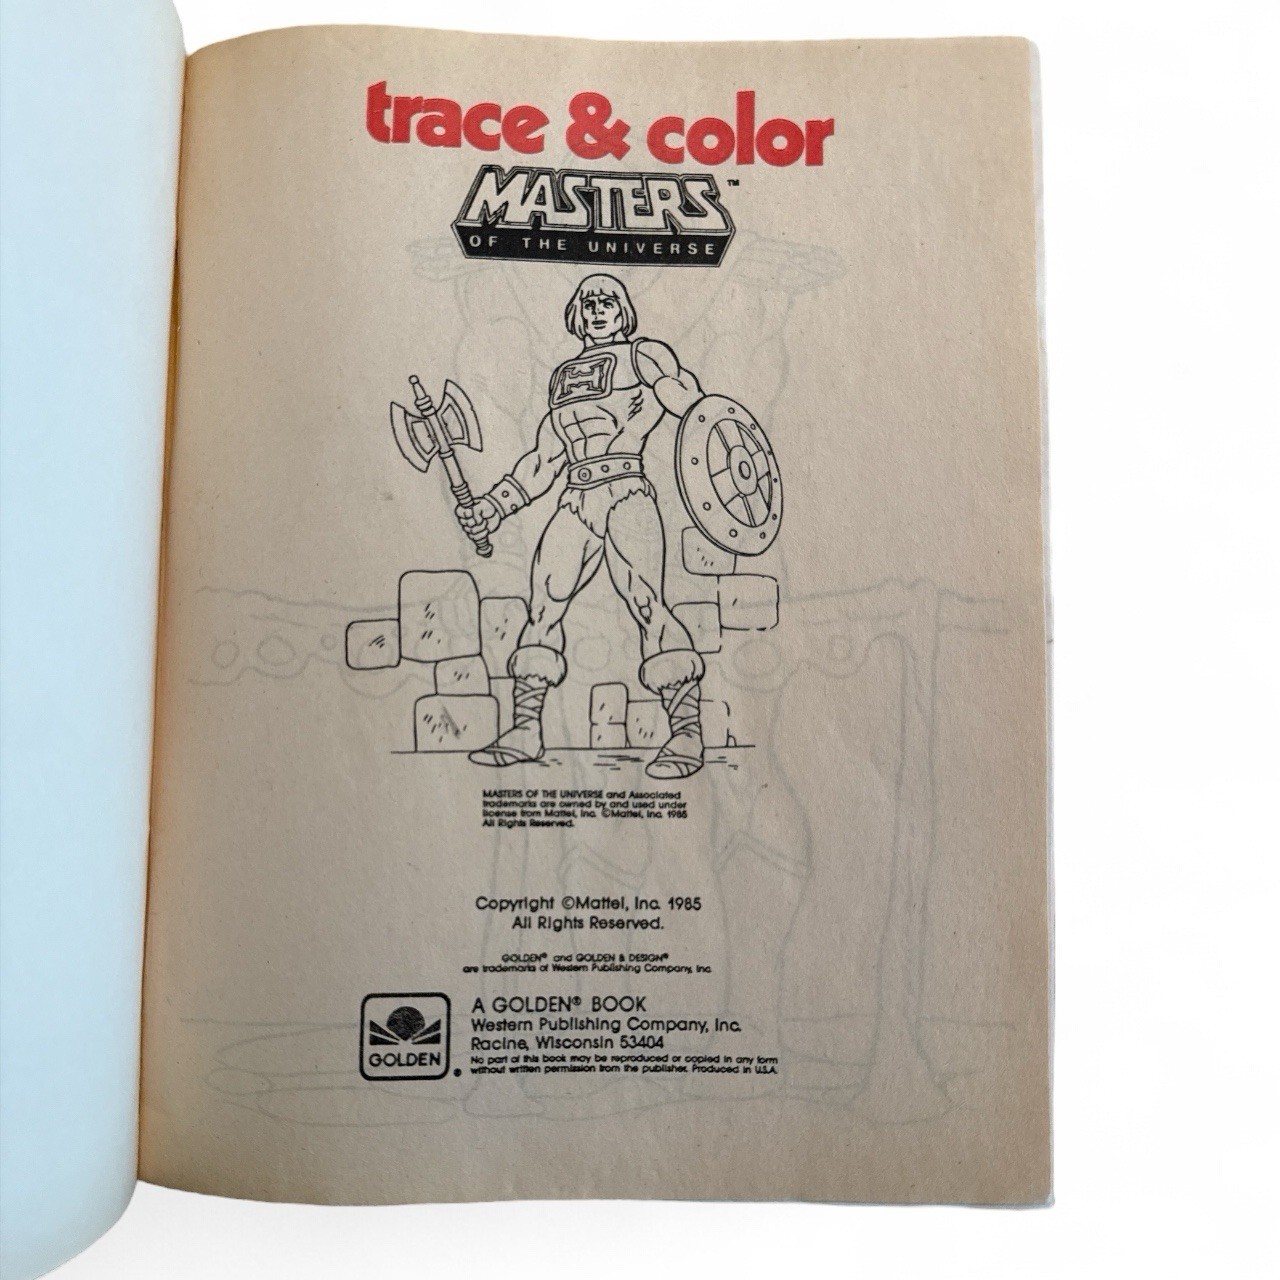 trace & color
MASTERS™
OF THE UNIVERSE
H
MASTERS OF THE UNIVERSE and Associated
trademarks are owned by and used under
license from Mattel, Inc. ©Mattel, Inc. 1985
All Rights Reserved.
Copyright ©Mattel, Inc. 1985
All Rights Reserved.
GOLDEN® and GOLDEN & DESIGN®
are trademarks of Western Publishing Company, Inc.
GOLDEN®
A GOLDEN® BOOK
Western Publishing Company, Inc.
Racine, Wisconsin 53404
No part of this book may be reproduced or copied in any form
without written permission from the publisher. Produced in U.S.A.